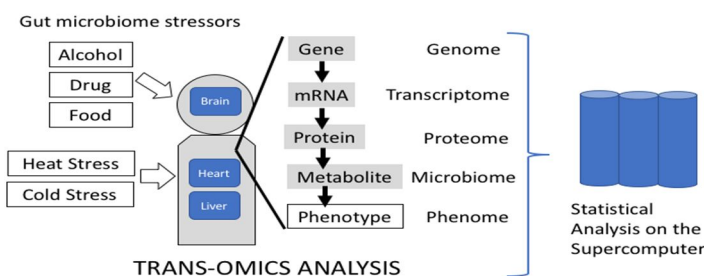 Gut microbiome stressors
Alcohol
Drug
Food
Heat Stress
Cold Stress
Brain
Heart
Liver
Gene Genome
mRNA Transcriptome
Protein Proteome
Metabolite Microbiome
Phenotype Phenome
Statistical
Analysis on the
Supercomputer
TRANS-OMICS ANALYSIS